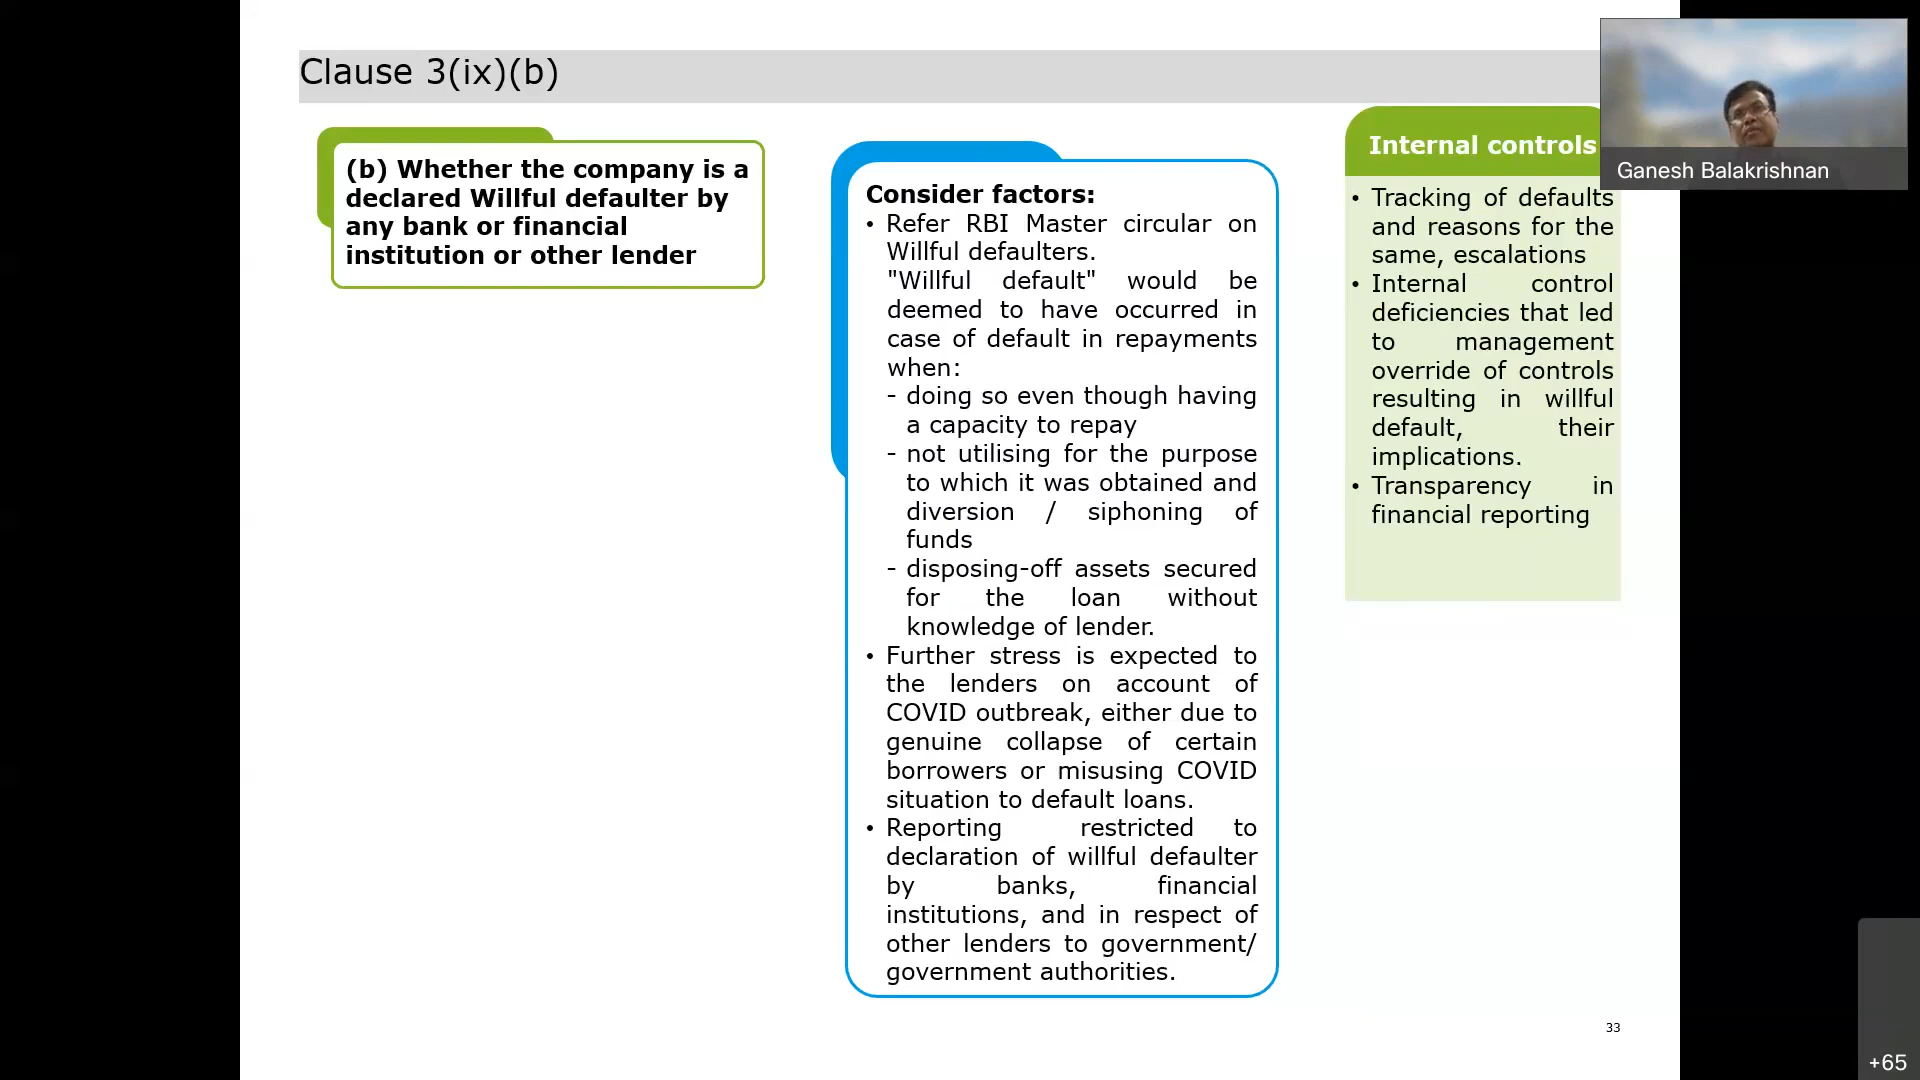 Clause 3(ix)(b)
(b) Whether the company is a
declared Willful defaulter by
any bank or financial
institution or other lender
Consider factors:
• Refer RBI Master circular on
Willful defaulters.
"Willful default" would be
deemed to have occurred in
case of default in repayments
when:
- doing so even though having
a capacity to repay
- not utilising for the purpose
to which it was obtained and
diversion / siphoning of
funds
- disposing-off assets secured
for the loan without
knowledge of lender.
• Further stress is expected to
the lenders on account of
COVID outbreak, either due to
genuine collapse of certain
borrowers or misusing COVID
situation to default loans.
• Reporting restricted to
declaration of willful defaulter
by banks, financial
institutions, and in respect of
other lenders to government/
government authorities.
Internal controls
• Tracking of defaults
and reasons for the
same, escalations
• Internal control
deficiencies that led
to management
override of controls
resulting in willful
default, their
implications.
• Transparency in
financial reporting
Ganesh Balakrishnan
33
+65